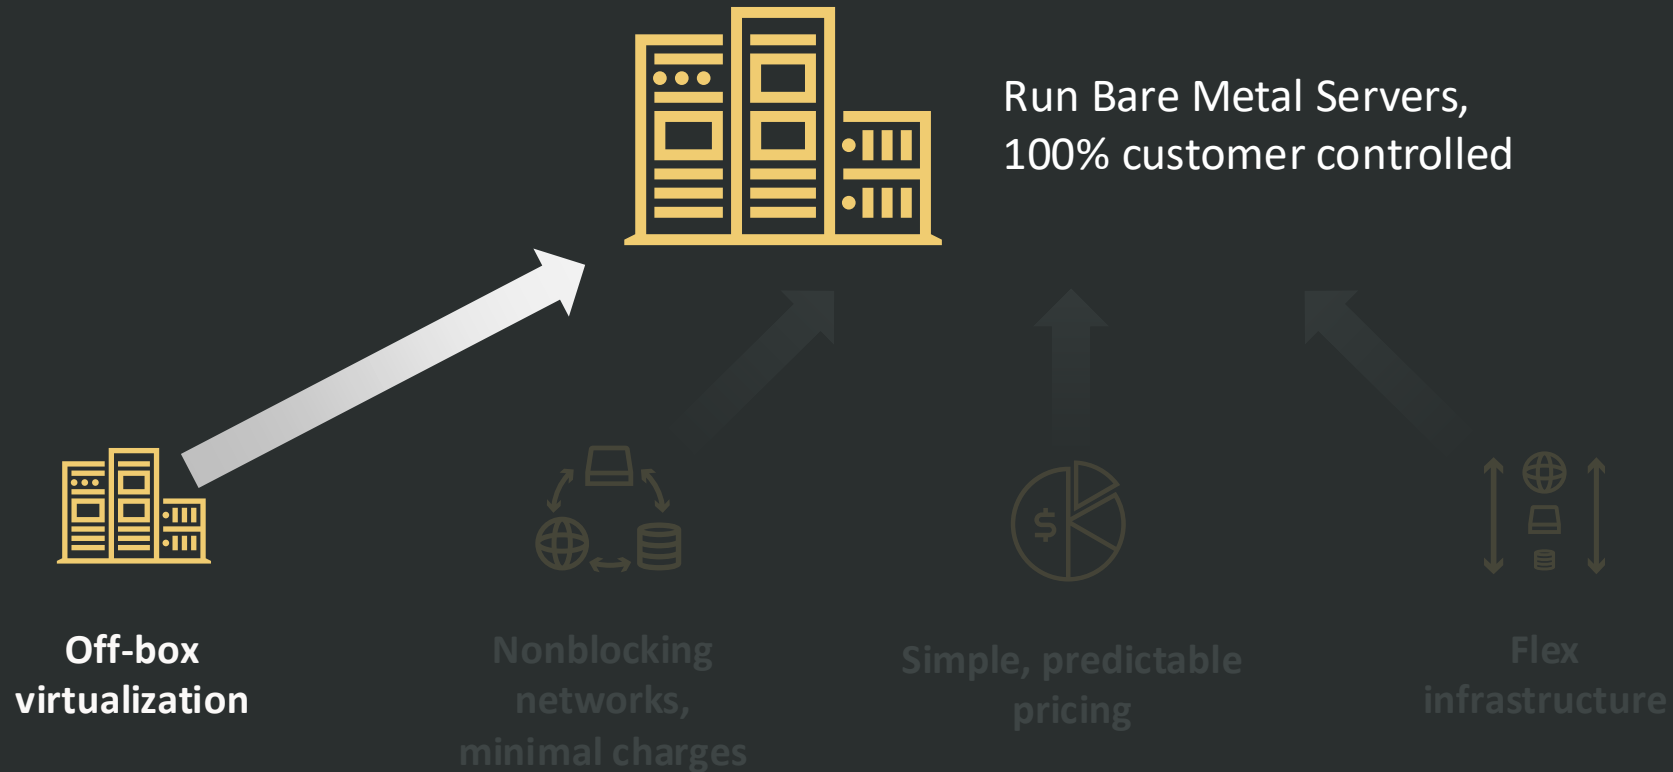 Run Bare Metal Servers,
100% customer controlled
Off-box
virtualization
Nonblocking
networks,
minimal charges
Simple, predictable
pricing
$
Flex
infrastructure